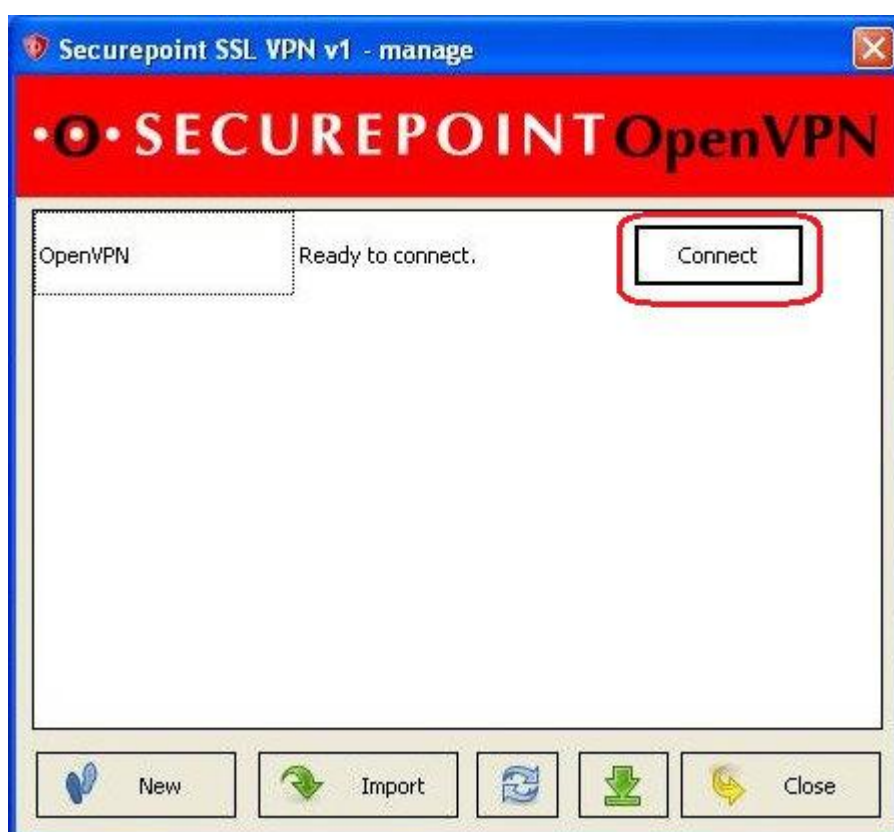 Securepoint SSL VPN v1 - manage
SECUREPOINT OpenVPN
OpenVPN Ready to connect. Connect
New Import Close